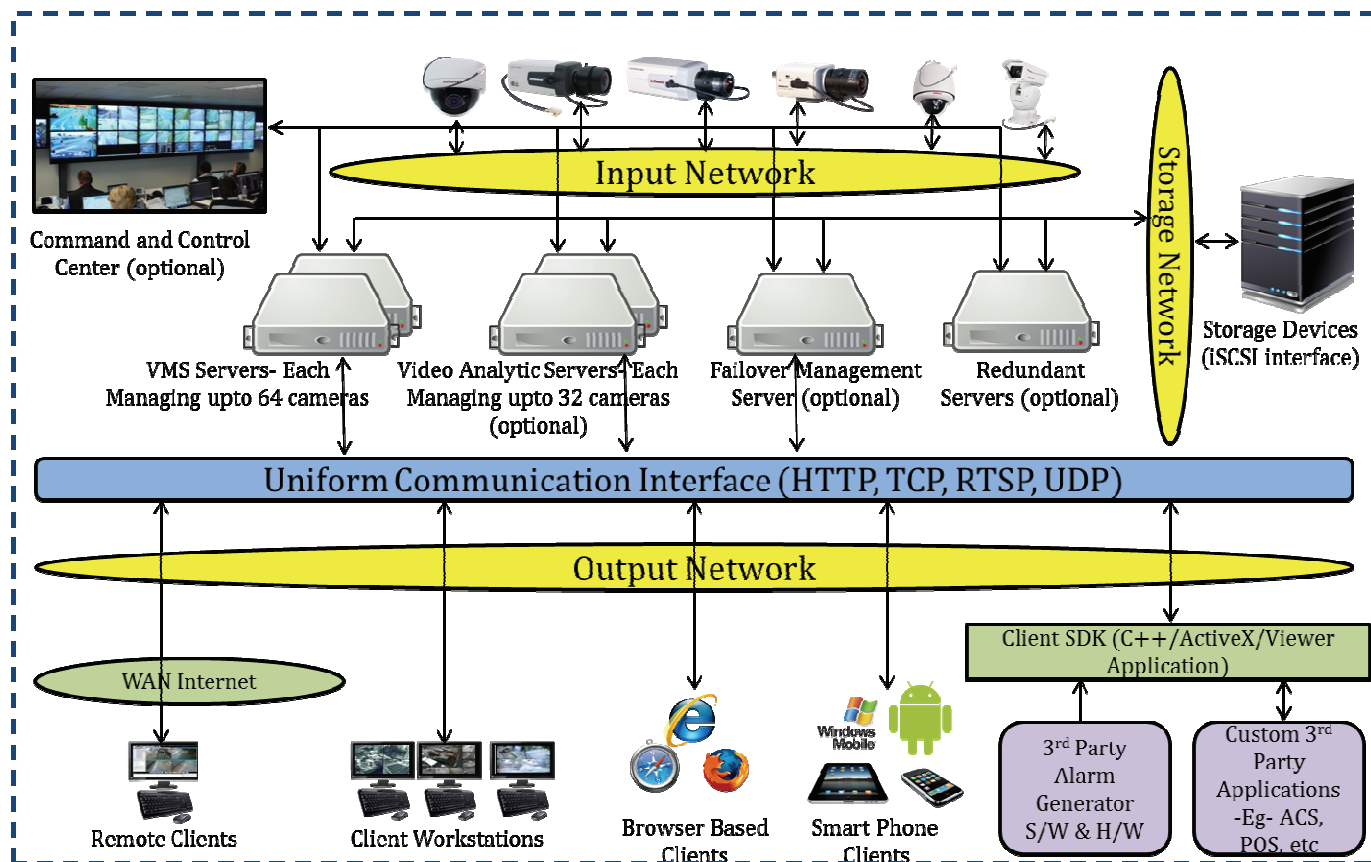 Input Network
Storage Network
Command and Control
Center (optional)
Storage Devices
(iSCSI interface)
VMS Servers- Each
Managing upto 64 cameras
Video Analytic Servers- Each
Managing upto 32 cameras
(optional)
Failover Management
Server (optional)
Redundant
Servers (optional)
Uniform Communication Interface (HTTP, TCP, RTSP, UDP)
Output Network
Client SDK (C++/ActiveX/Viewer
Application)
WAN Internet
Windows
Mobile
Remote Clients
Client Workstations
Browser Based
Clients
Smart Phone
Clients
3rd Party
Alarm
Generator
S/W & H/W
Custom 3rd
Party
Applications
-Eg- ACS,
POS, etc